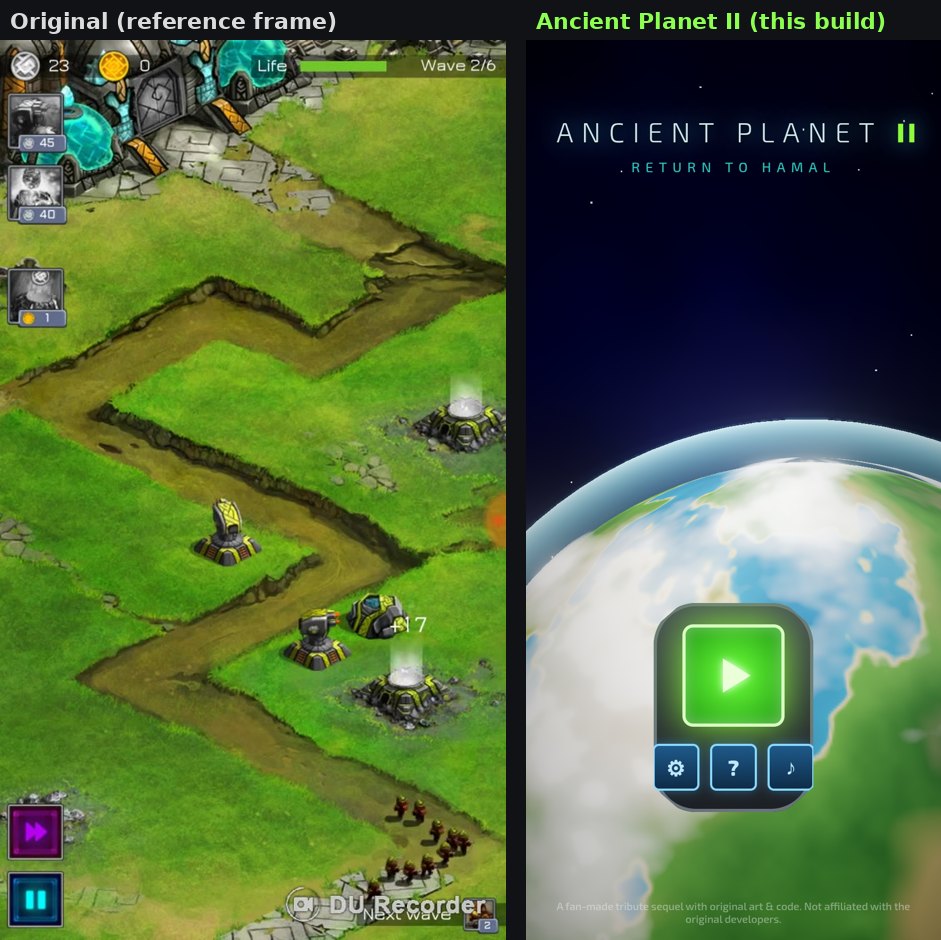 Original (reference frame)
23
0
Life
Wave 2/6
45
40
1
+17
DU Recorder
Next wave
2
Ancient Planet II (this build)
ANCIENT PLANET II
RETURN TO HAMAL
?
A fan-made tribute sequel with original art & code. Not affiliated with the
original developers.